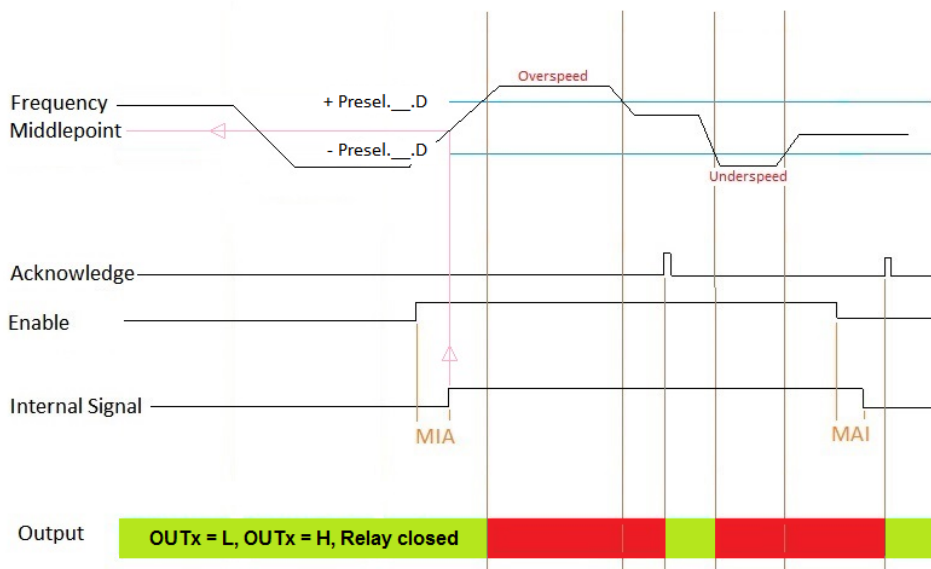 Overspeed
+ Presel.__.D
Frequency
Middlepoint
- Presel.__.D
Underspeed
Acknowledge
Enable
Internal Signal
MIA
MAI
Output
OUTx = L, OUTx = H, Relay closed